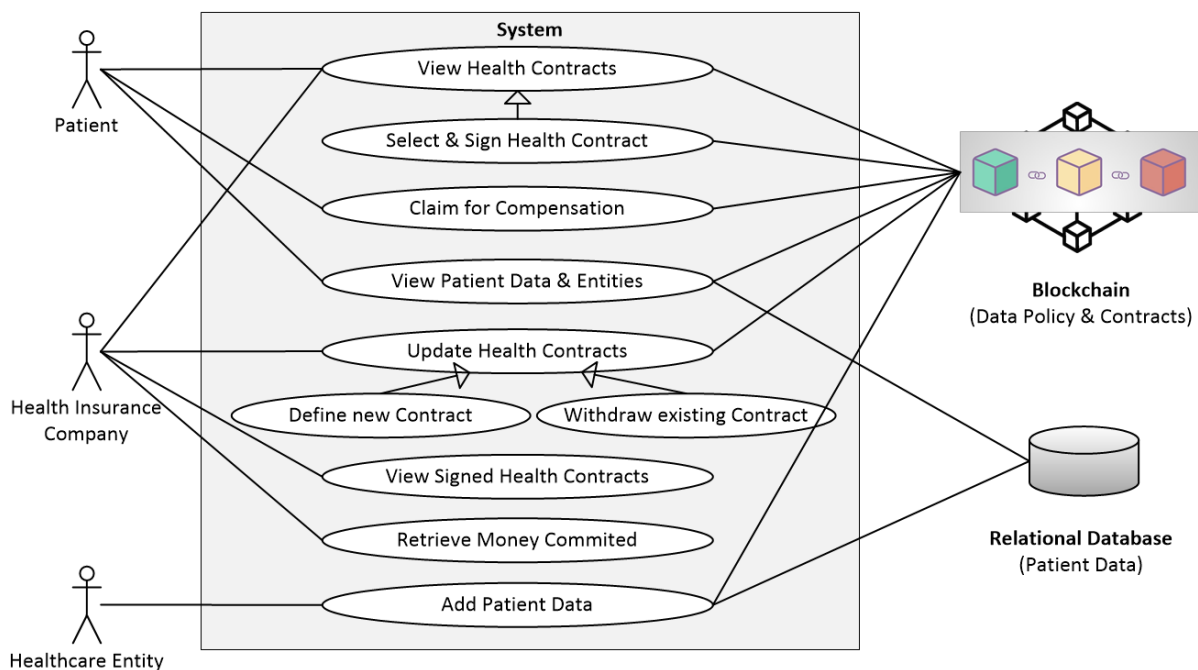 System
View Health Contracts
Patient
Select & Sign Health Contract
Claim for Compensation
View Patient Data & Entities
Blockchain
(Data Policy & Contracts)
Update Health Contracts
Health Insurance
Company
Define new Contract
Withdraw existing Contract
View Signed Health Contracts
Retrieve Money Commited
Relational Database
(Patient Data)
Add Patient Data
Healthcare Entity